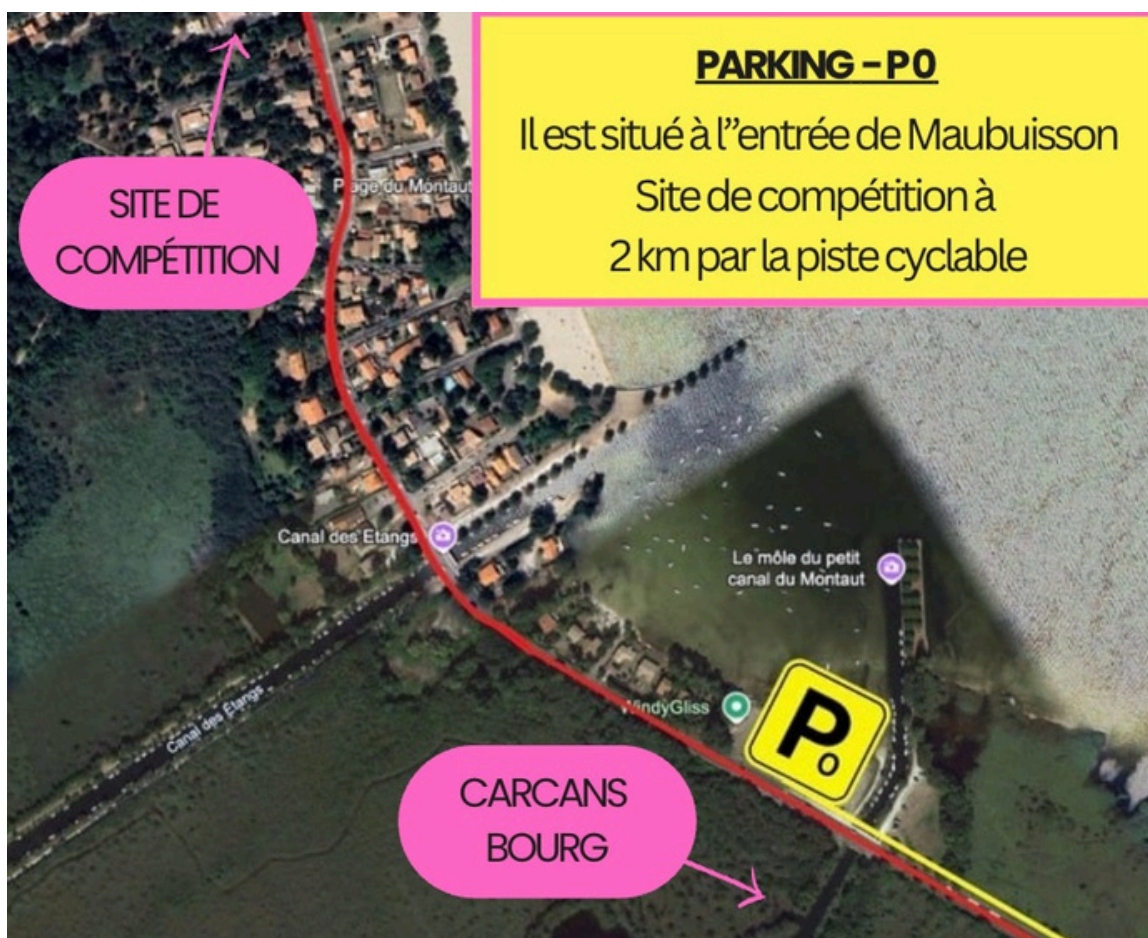 PARKING - P0
Il est situé à l''entrée de Maubuisson
Site de compétition à
2 km par la piste cyclable
SITE DE
COMPÉTITION
Plage du Montaut
Canal des Etangs
Le môle du petit
canal du Montaut
Canal des Étangs
WindyGliss
P0
CARCANS
BOURG